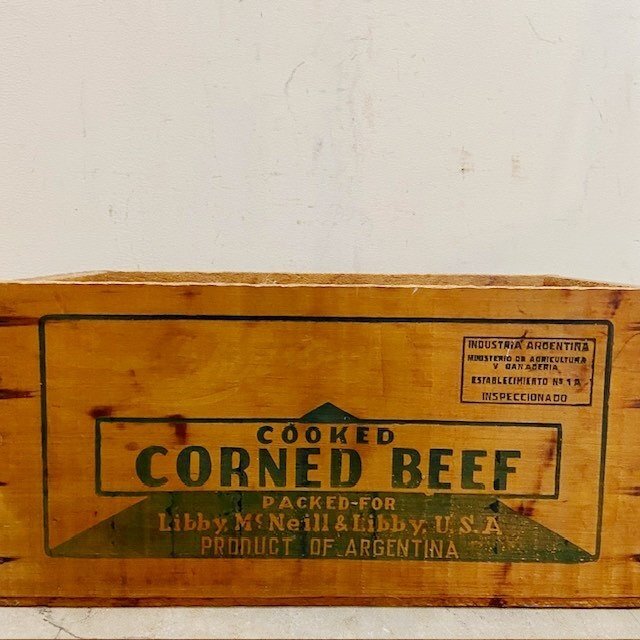 INDUSTRIA ARGENTINA
MINISTERIO DE AGRICULTURA
Y GANADERIA
ESTABLECIMIENTO Nº 1A
INSPECCIONADO
COOKED
CORNED BEEF
PACKED-FOR
Libby, McNeill & Libby, U.S.A
PRODUCT OF ARGENTINA